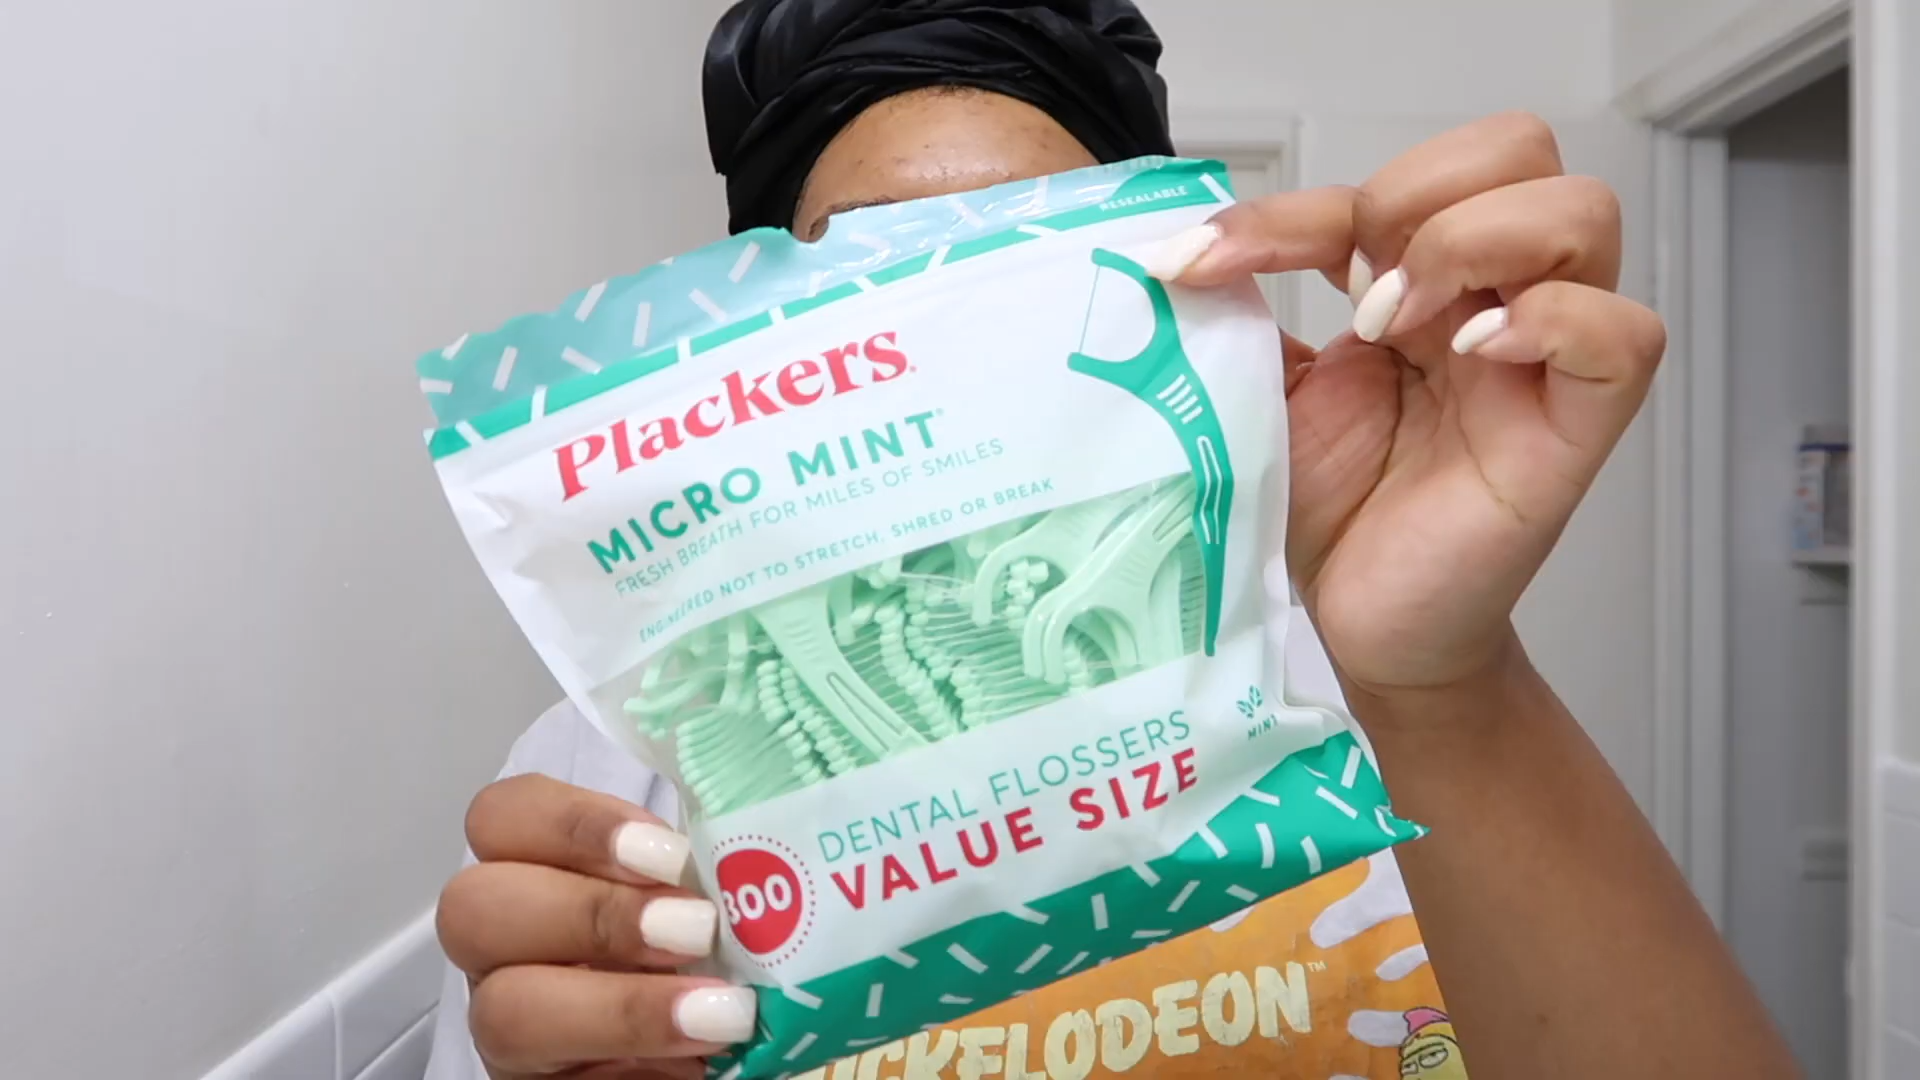 RESEALABLE
Plackers.
MICRO MINT®
FRESH BREATH FOR MILES OF SMILES
ENGINEERED NOT TO STRETCH, SHRED OR BREAK
MINT
DENTAL FLOSSERS
VALUE SIZE
300
NICKELODEON™